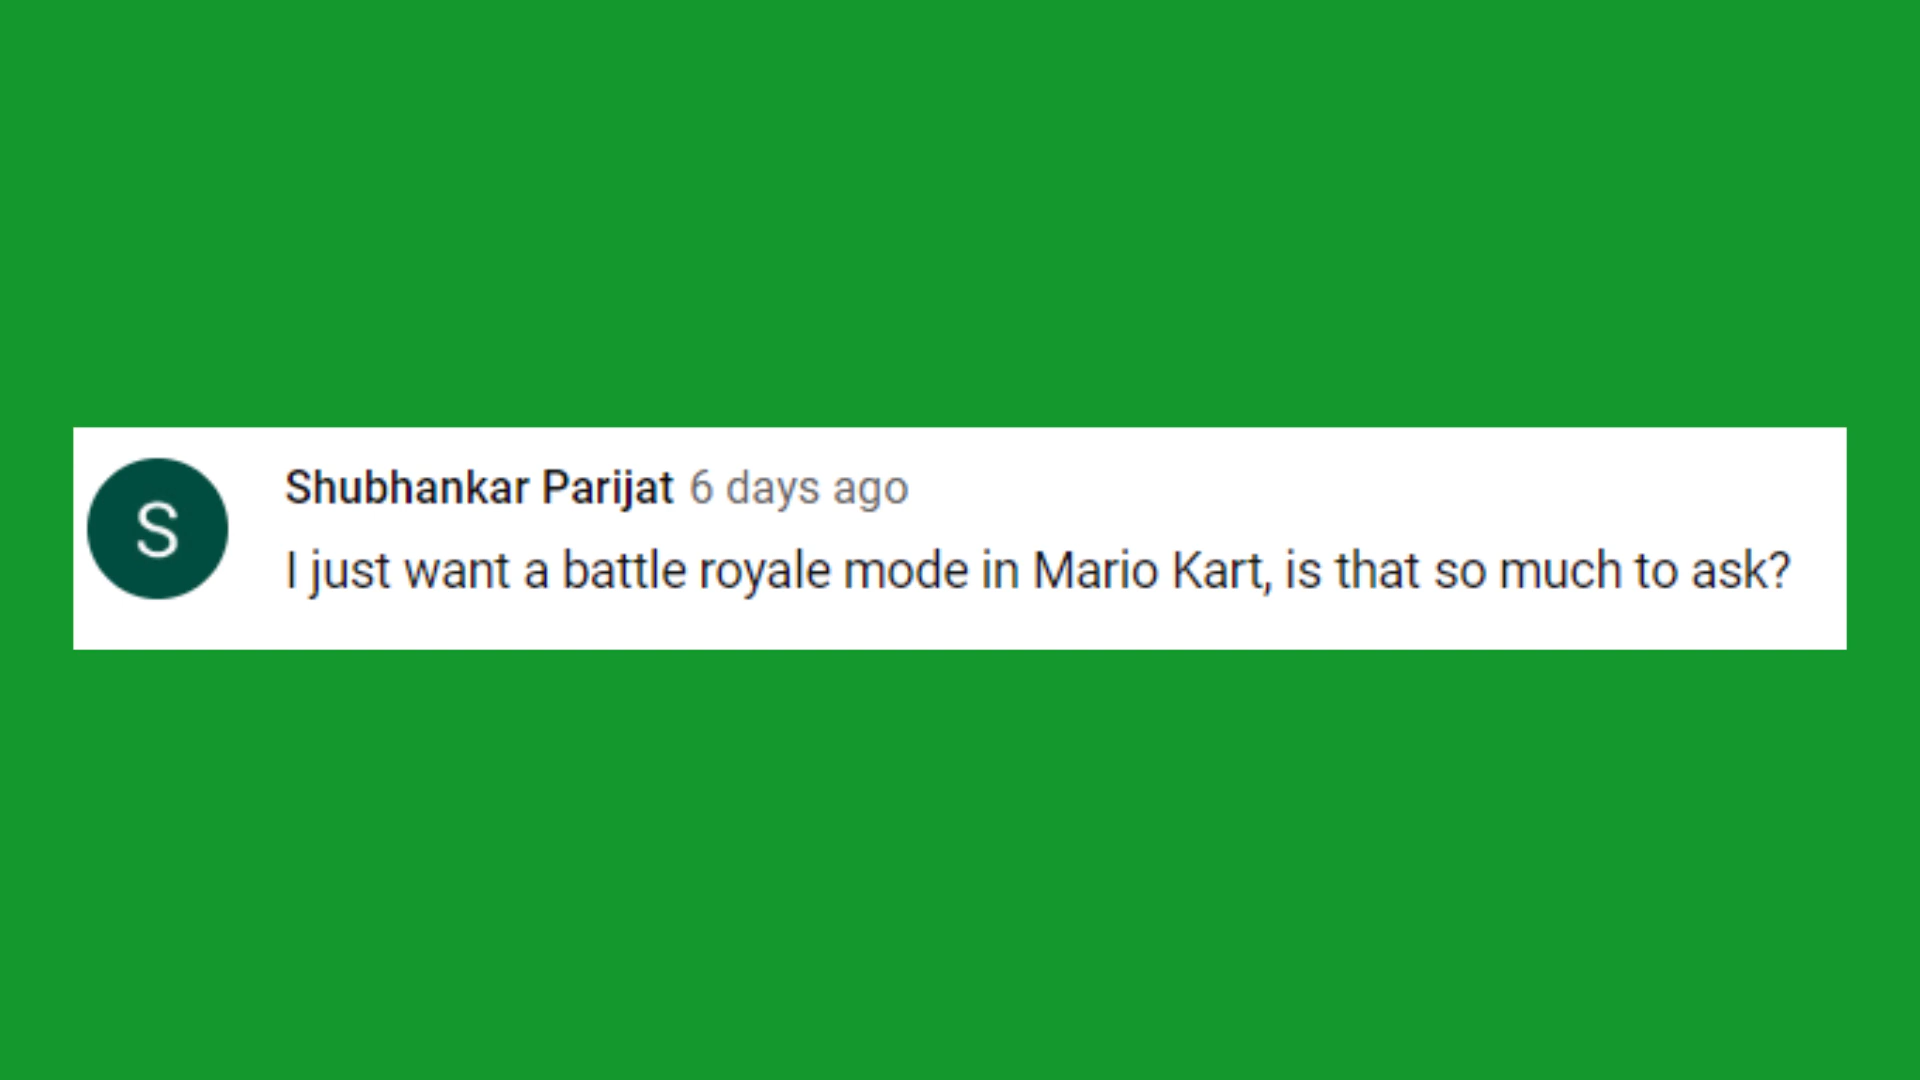 S
Shubhankar Parijat 6 days ago
I just want a battle royale mode in Mario Kart, is that so much to ask?